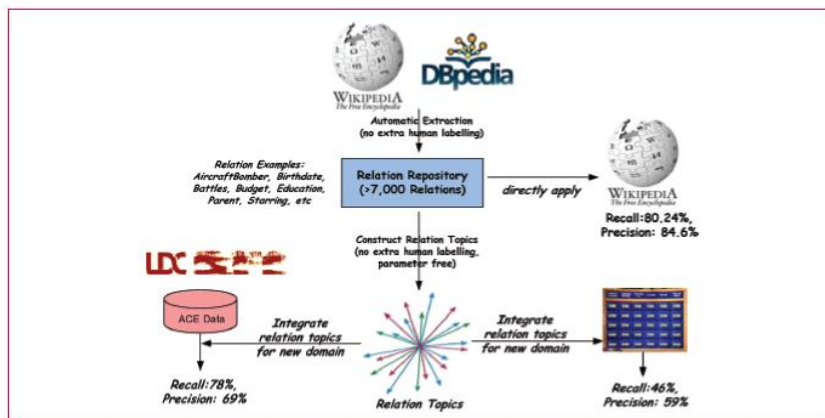 WIKIPEDIA
The Free Encyclopedia
DBpedia
Automatic Extraction
(no extra human labelling)
Relation Examples:
AircraftBomber, Birthdate,
Battles, Budget, Education,
Parent, Starring, etc
Relation Repository
(>7,000 Relations)
directly apply
WIKIPEDIA
The Free Encyclopedia
Recall:80.24%,
Precision: 84.6%
Construct Relation Topics
(no extra human labelling,
parameter free)
LDC
ACE Data
Integrate
relation topics
for new domain
Integrate
relation topics
for new domain
Recall:78%,
Precision: 69%
Relation Topics
Recall:46%,
Precision: 59%